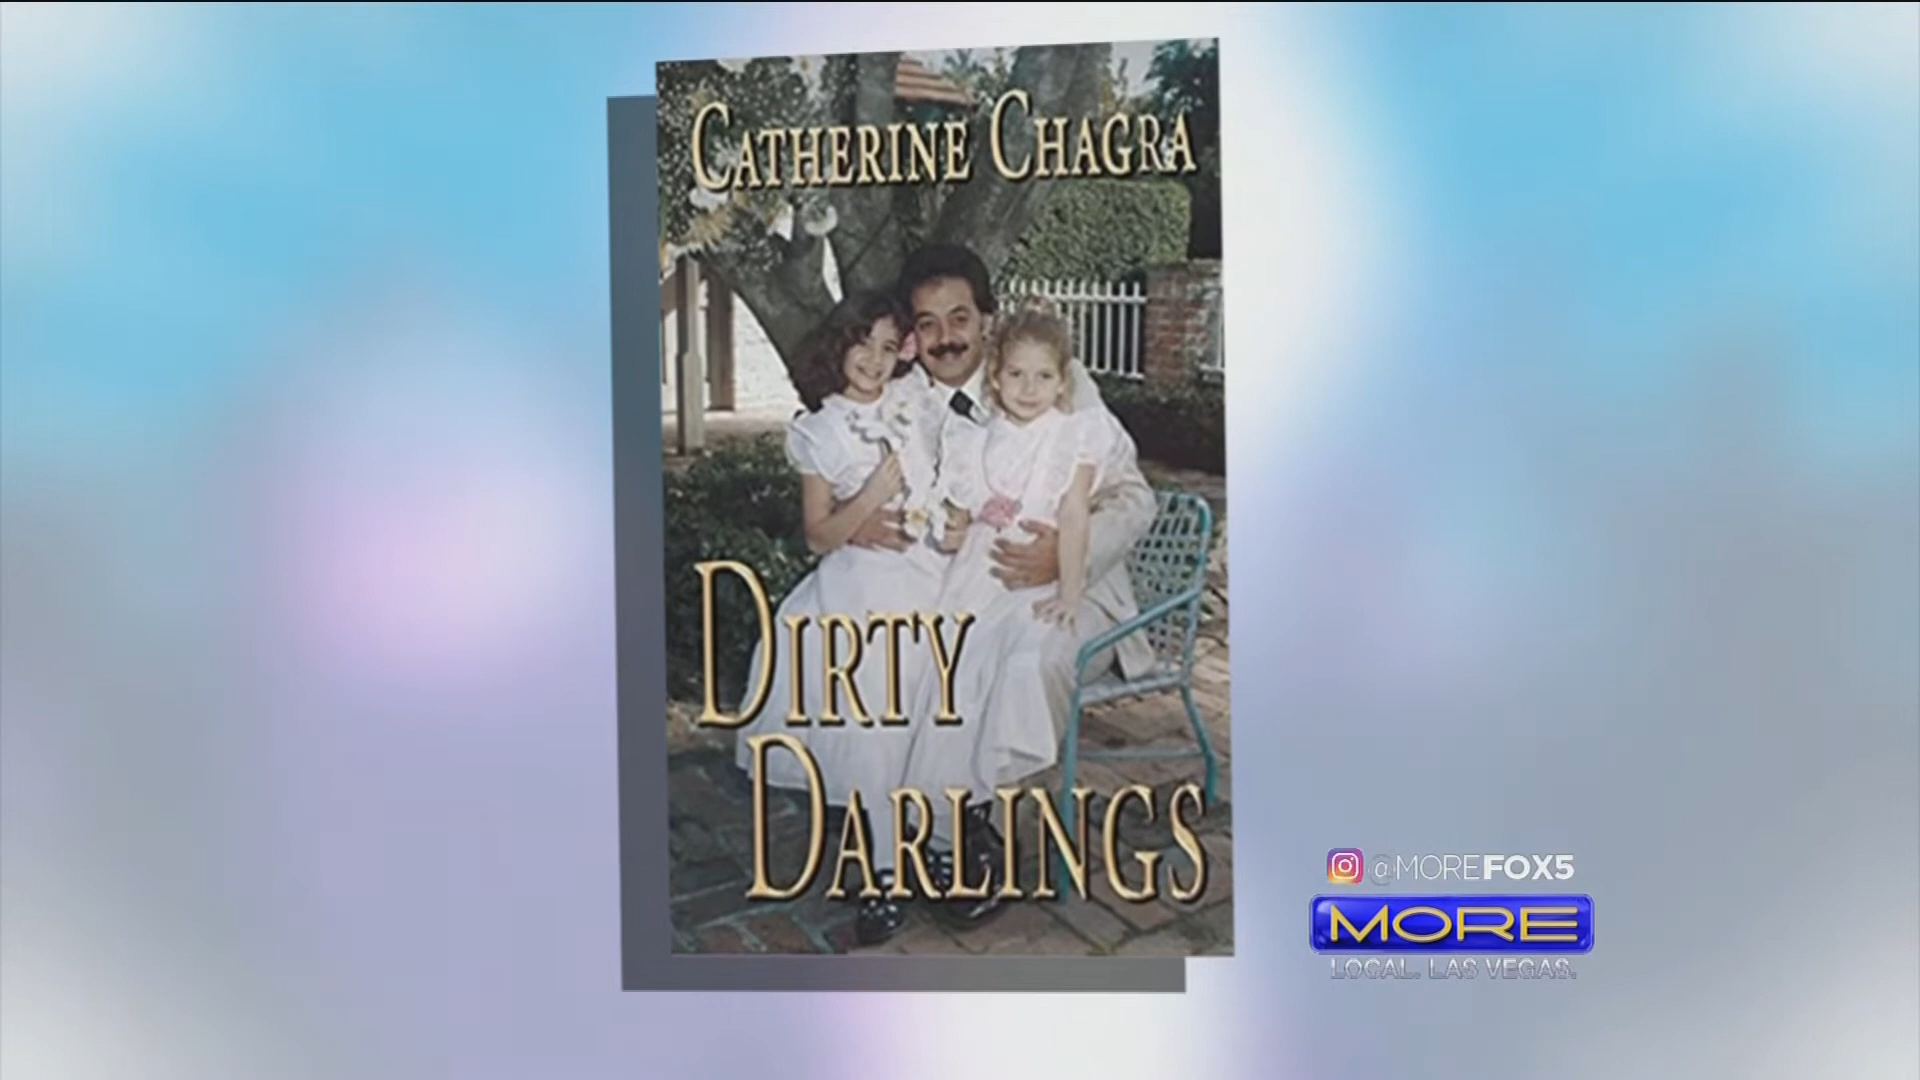 CATHERINE CHAGRA
DIRTY
DARLINGS
@MOREFOX5
MORE
LOCAL. LAS VEGAS.